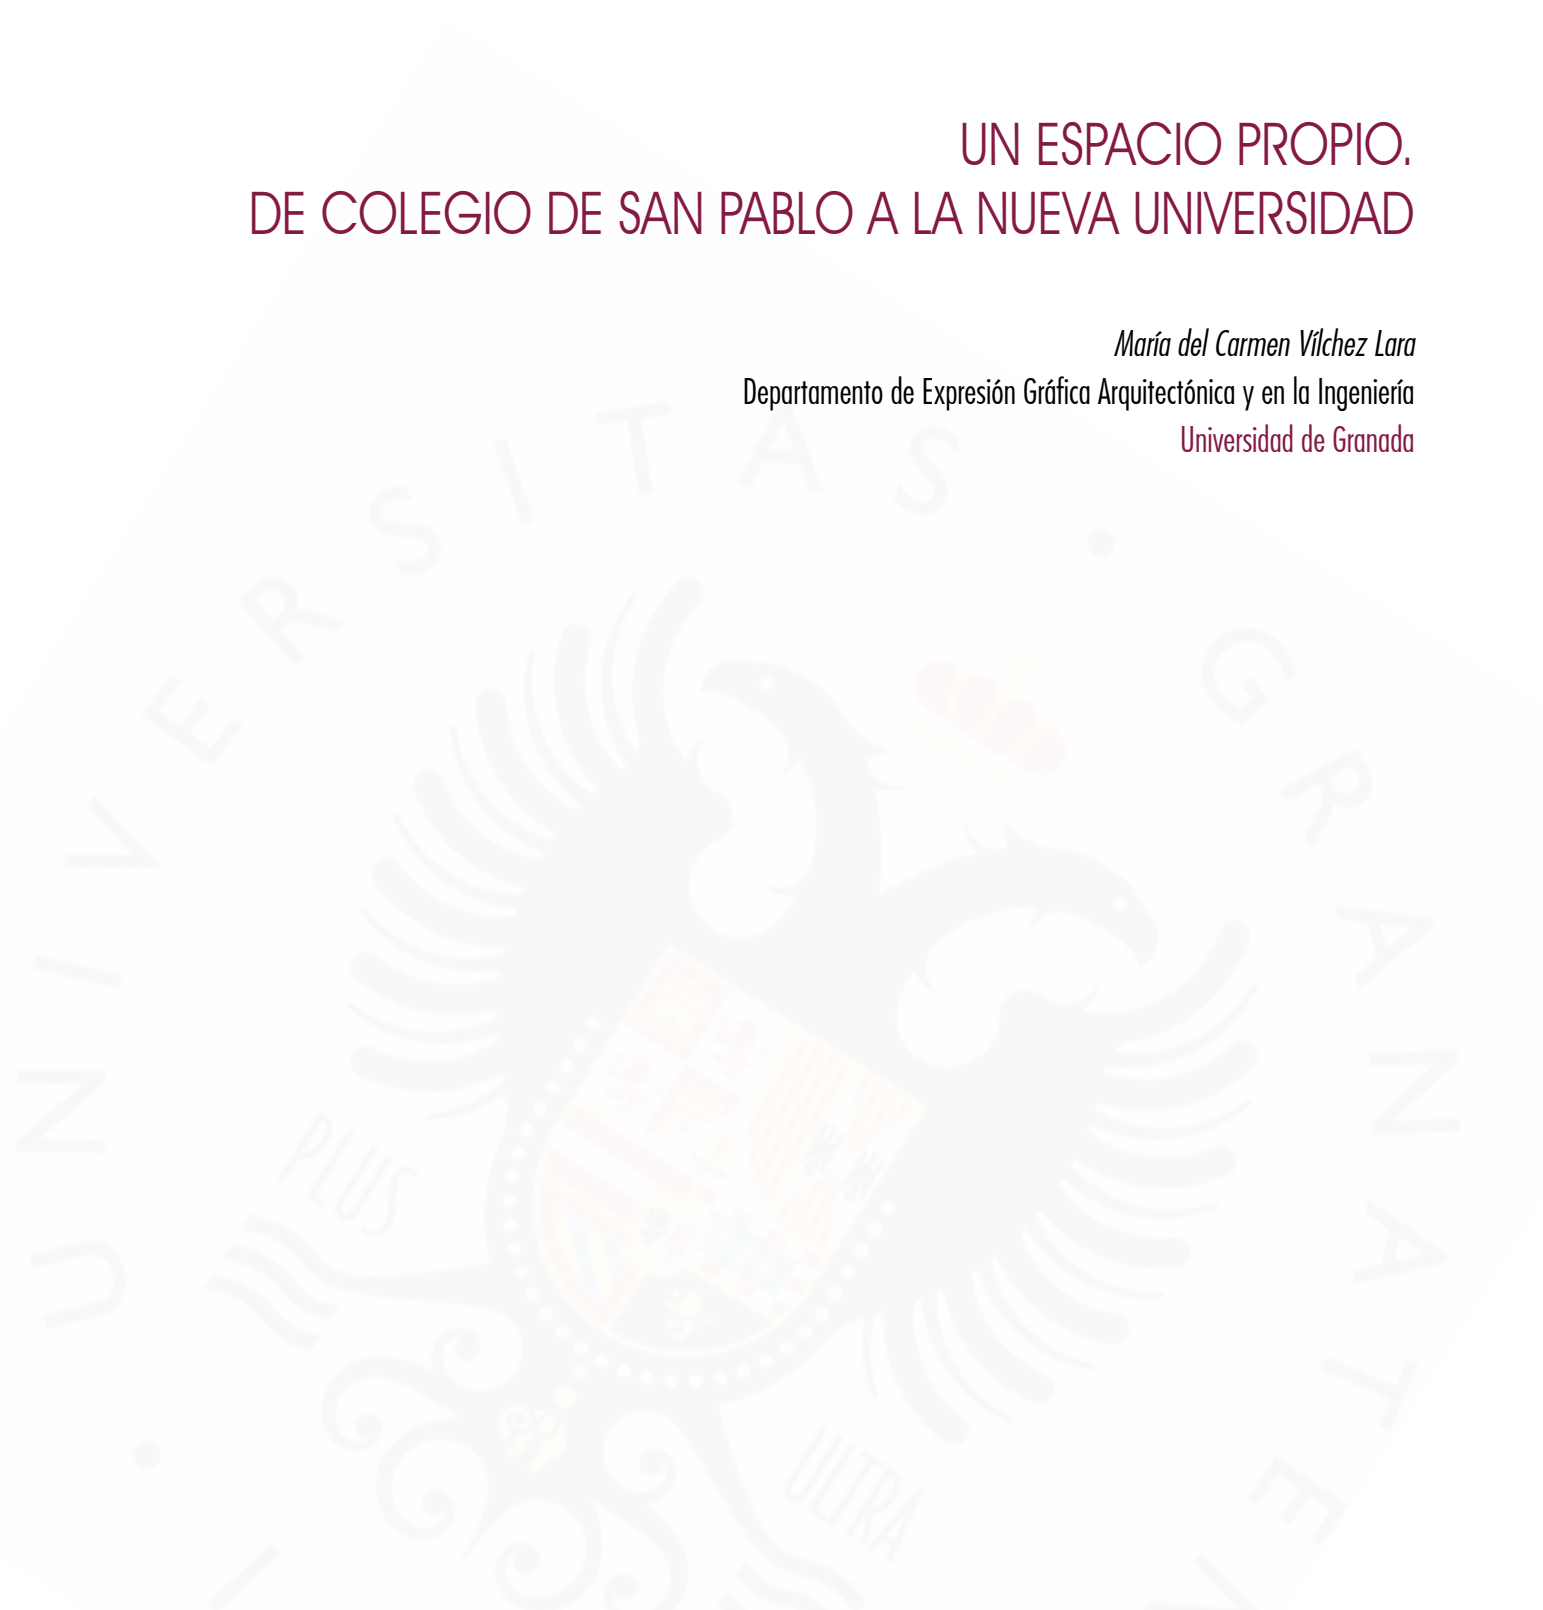 UN ESPACIO PROPIO.
DE COLEGIO DE SAN PABLO A LA NUEVA UNIVERSIDAD
María del Carmen Vílchez Lara
Departamento de Expresión Gráfica Arquitectónica y en la Ingeniería
Universidad de Granada
UNIVERSITAS · GRANATEN
PLUS
ULTRA